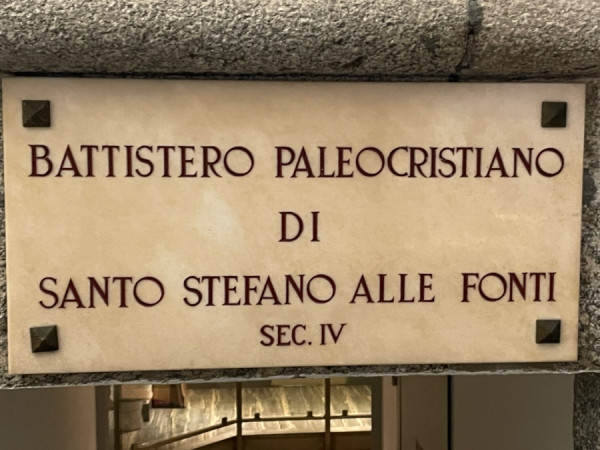 BATTISTERO PALEOCRISTIANO
DI
SANTO STEFANO ALLE FONTI
SEC. IV